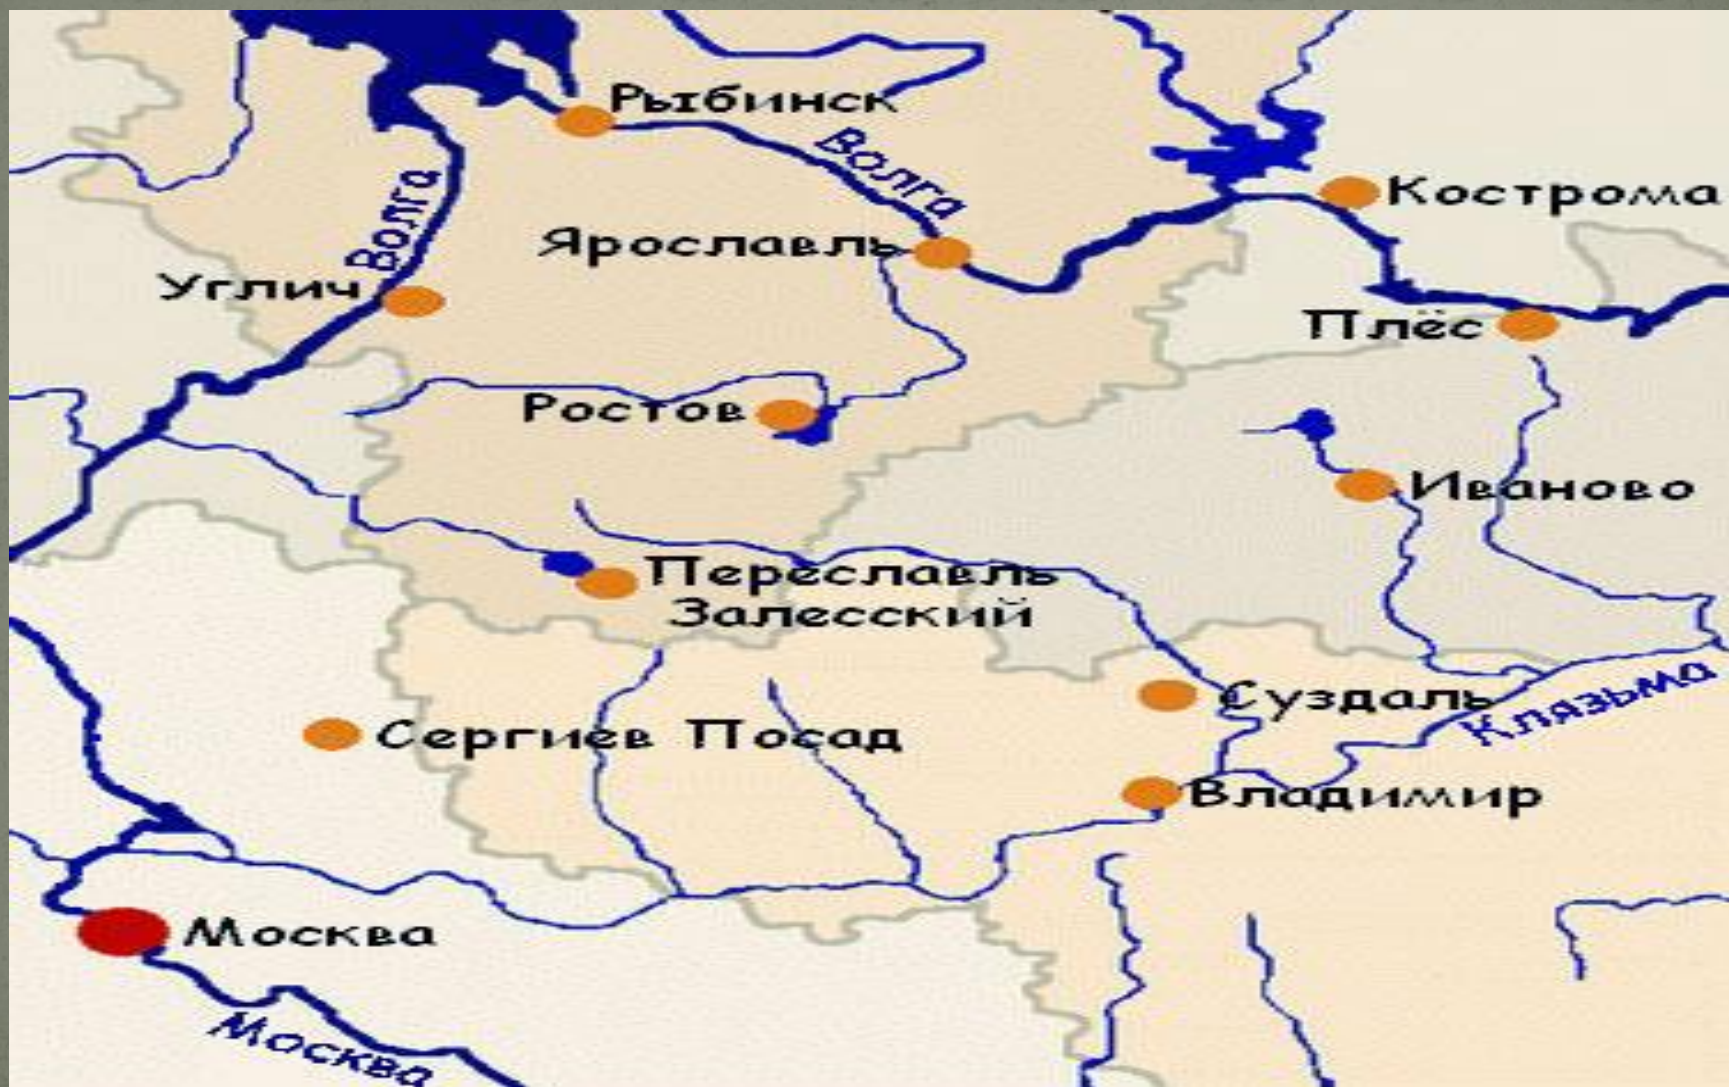 Рыбинск
Волга
Волга
Кострома
Ярославль
Углич
Плёс
Ростов
Иваново
Переславль
Залесский
Суздаль
Клязьма
Сергиев Посад
Владимир
Москва
Москва